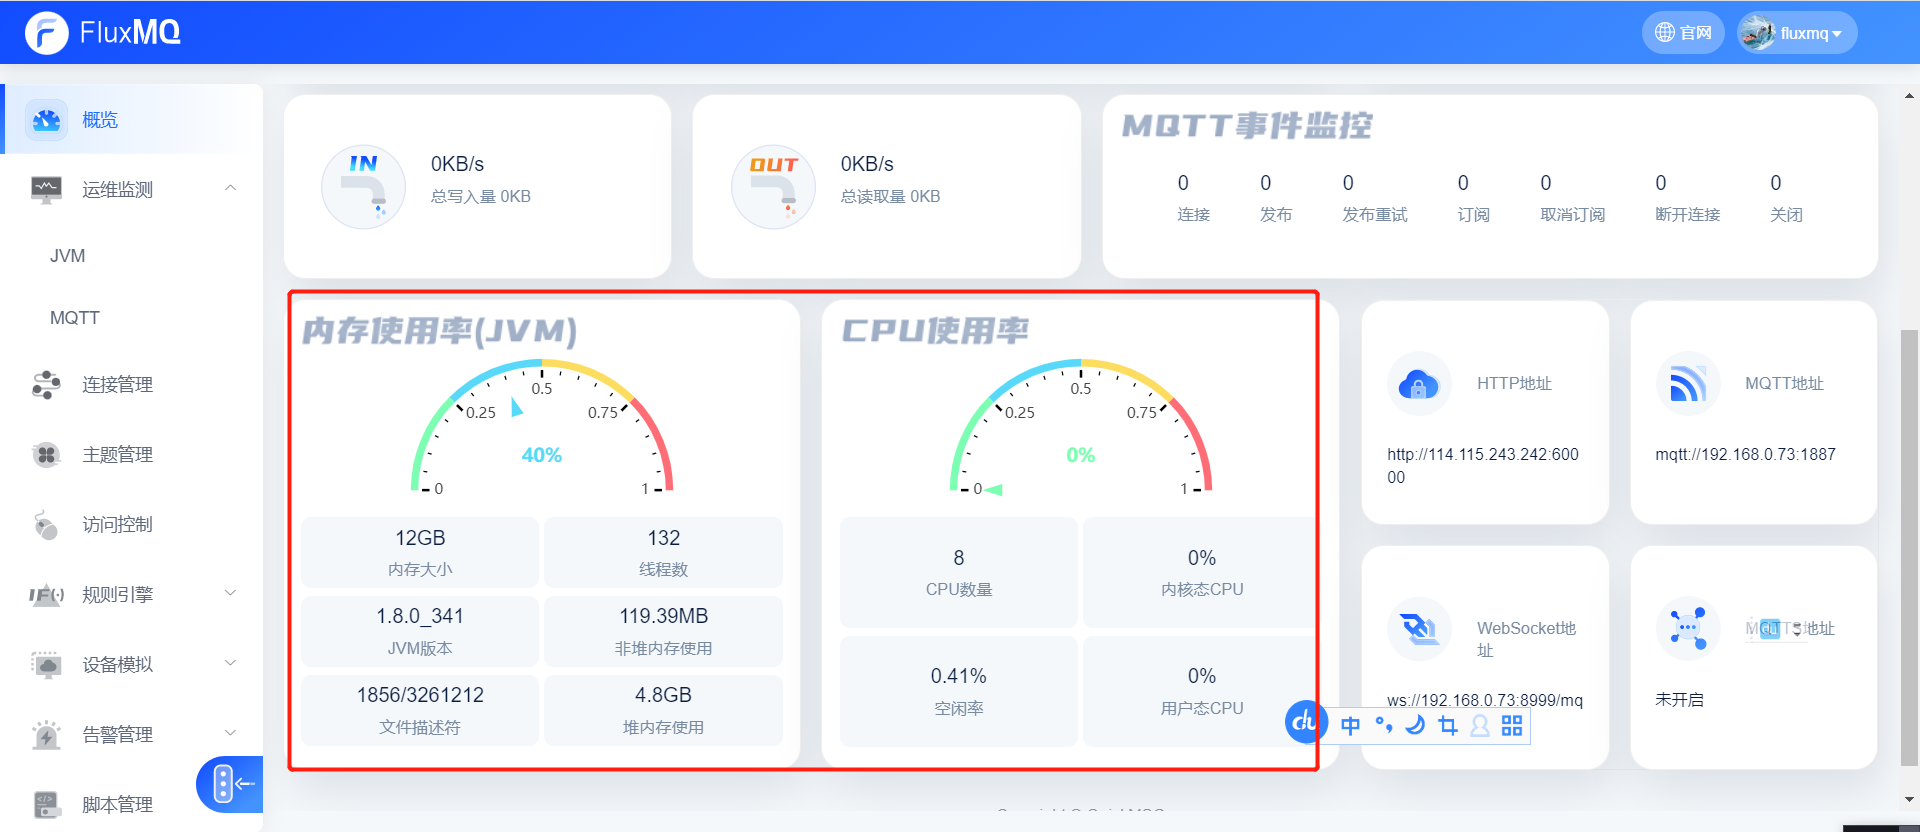 FluxMQ
官网
fluxmq
概览
运维监测
JVM
MQTT
连接管理
主题管理
访问控制
IF(·)
规则引擎
设备模拟
告警管理
脚本管理
IN
0KB/s
总写入量 0KB
OUT
0KB/s
总读取量 0KB
MQTT事件监控
0 0 0 0 0 0 0
连接 发布 发布重试 订阅 取消订阅 断开连接 关闭
内存使用率(JVM)
0 0.25 0.5 0.75 1
40%
12GB
内存大小
132
线程数
1.8.0_341
JVM版本
119.39MB
非堆内存使用
1856/3261212
文件描述符
4.8GB
堆内存使用
CPU使用率
0 0.25 0.5 0.75 1
0%
8
CPU数量
0%
内核态CPU
0.41%
空闲率
0%
用户态CPU
HTTP地址
http://114.115.243.242:600
00
MQTT地址
mqtt://192.168.0.73:1887
WebSocket地
址
ws://192.168.0.73:8999/mq
MQTTS地址
未开启
du 中